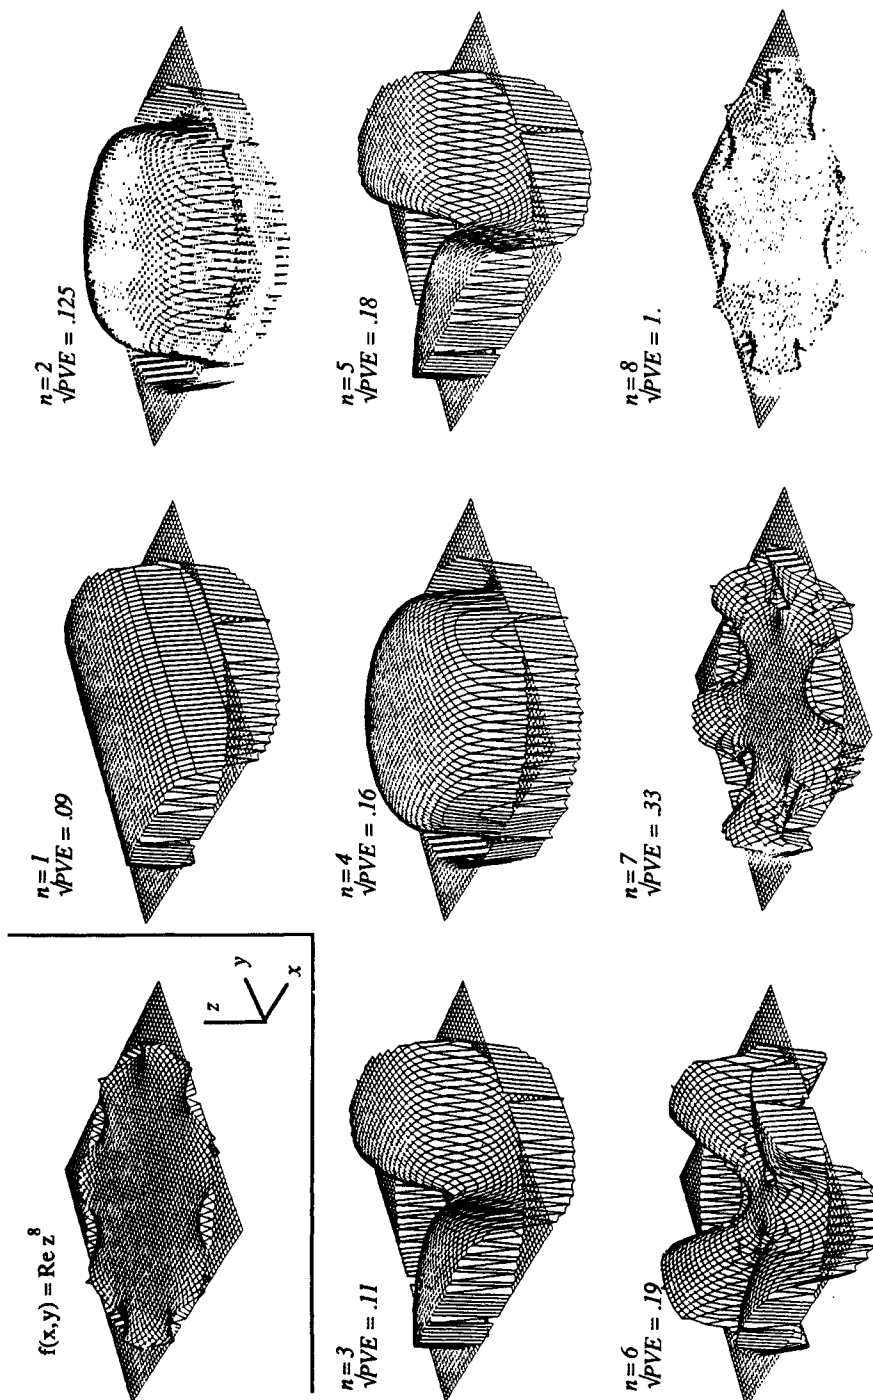 f(x,y) = Re z^8
z
y
x
n=1
√PVE = .09
n=2
√PVE = .125
n=3
√PVE = .11
n=4
√PVE = .16
n=5
√PVE = .18
n=6
√PVE = .19
n=7
√PVE = .33
n=8
√PVE = 1.